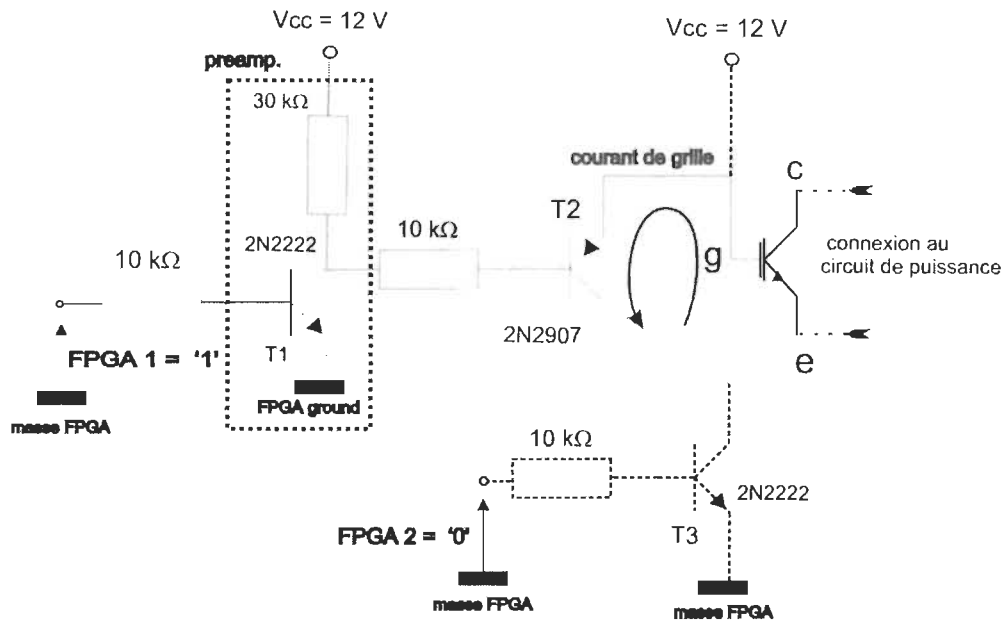 Vcc = 12 V
Vcc = 12 V
preamp.
30 kΩ
courant de grille
c
T2
2N2222
10 kΩ
g
10 kΩ
connexion au
circuit de puissance
2N2907
T1
FPGA 1 = '1'
e
FPGA ground
masse FPGA
10 kΩ
2N2222
FPGA 2 = '0'
T3
masse FPGA
masse FPGA